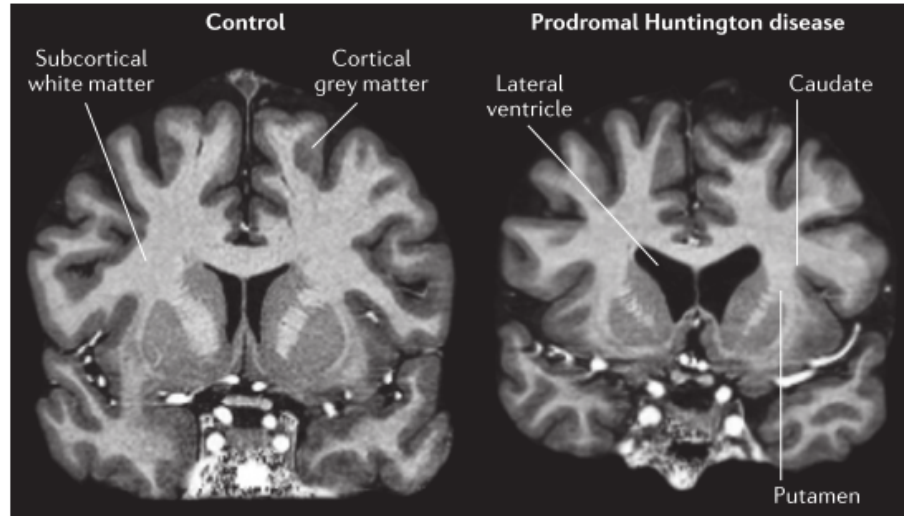 Control
Prodromal Huntington disease
Subcortical
white matter
Cortical
grey matter
Lateral
ventricle
Caudate
Putamen